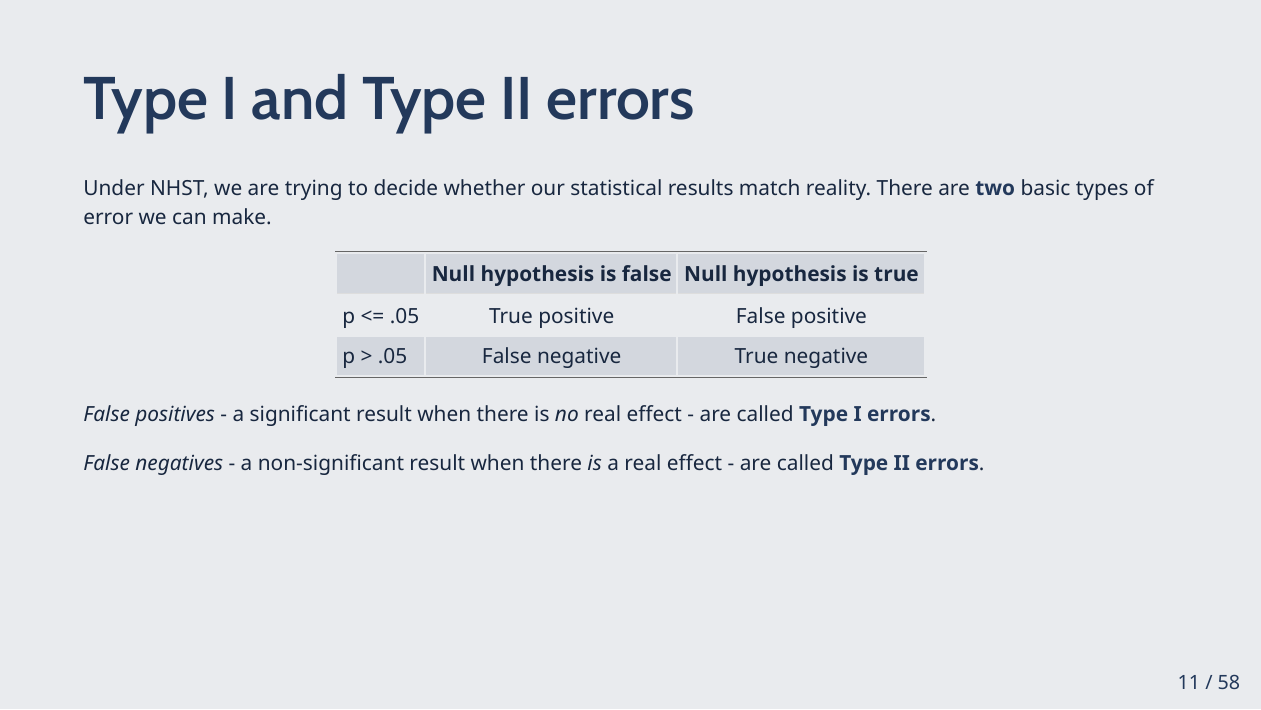 Type I and Type II errors
Under NHST, we are trying to decide whether our statistical results match reality. There are two basic types of
error we can make.
Null hypothesis is false Null hypothesis is true
p <= .05 True positive False positive
p > .05 False negative True negative
False positives - a significant result when there is no real effect - are called Type I errors.
False negatives - a non-significant result when there is a real effect - are called Type II errors.
11 / 58